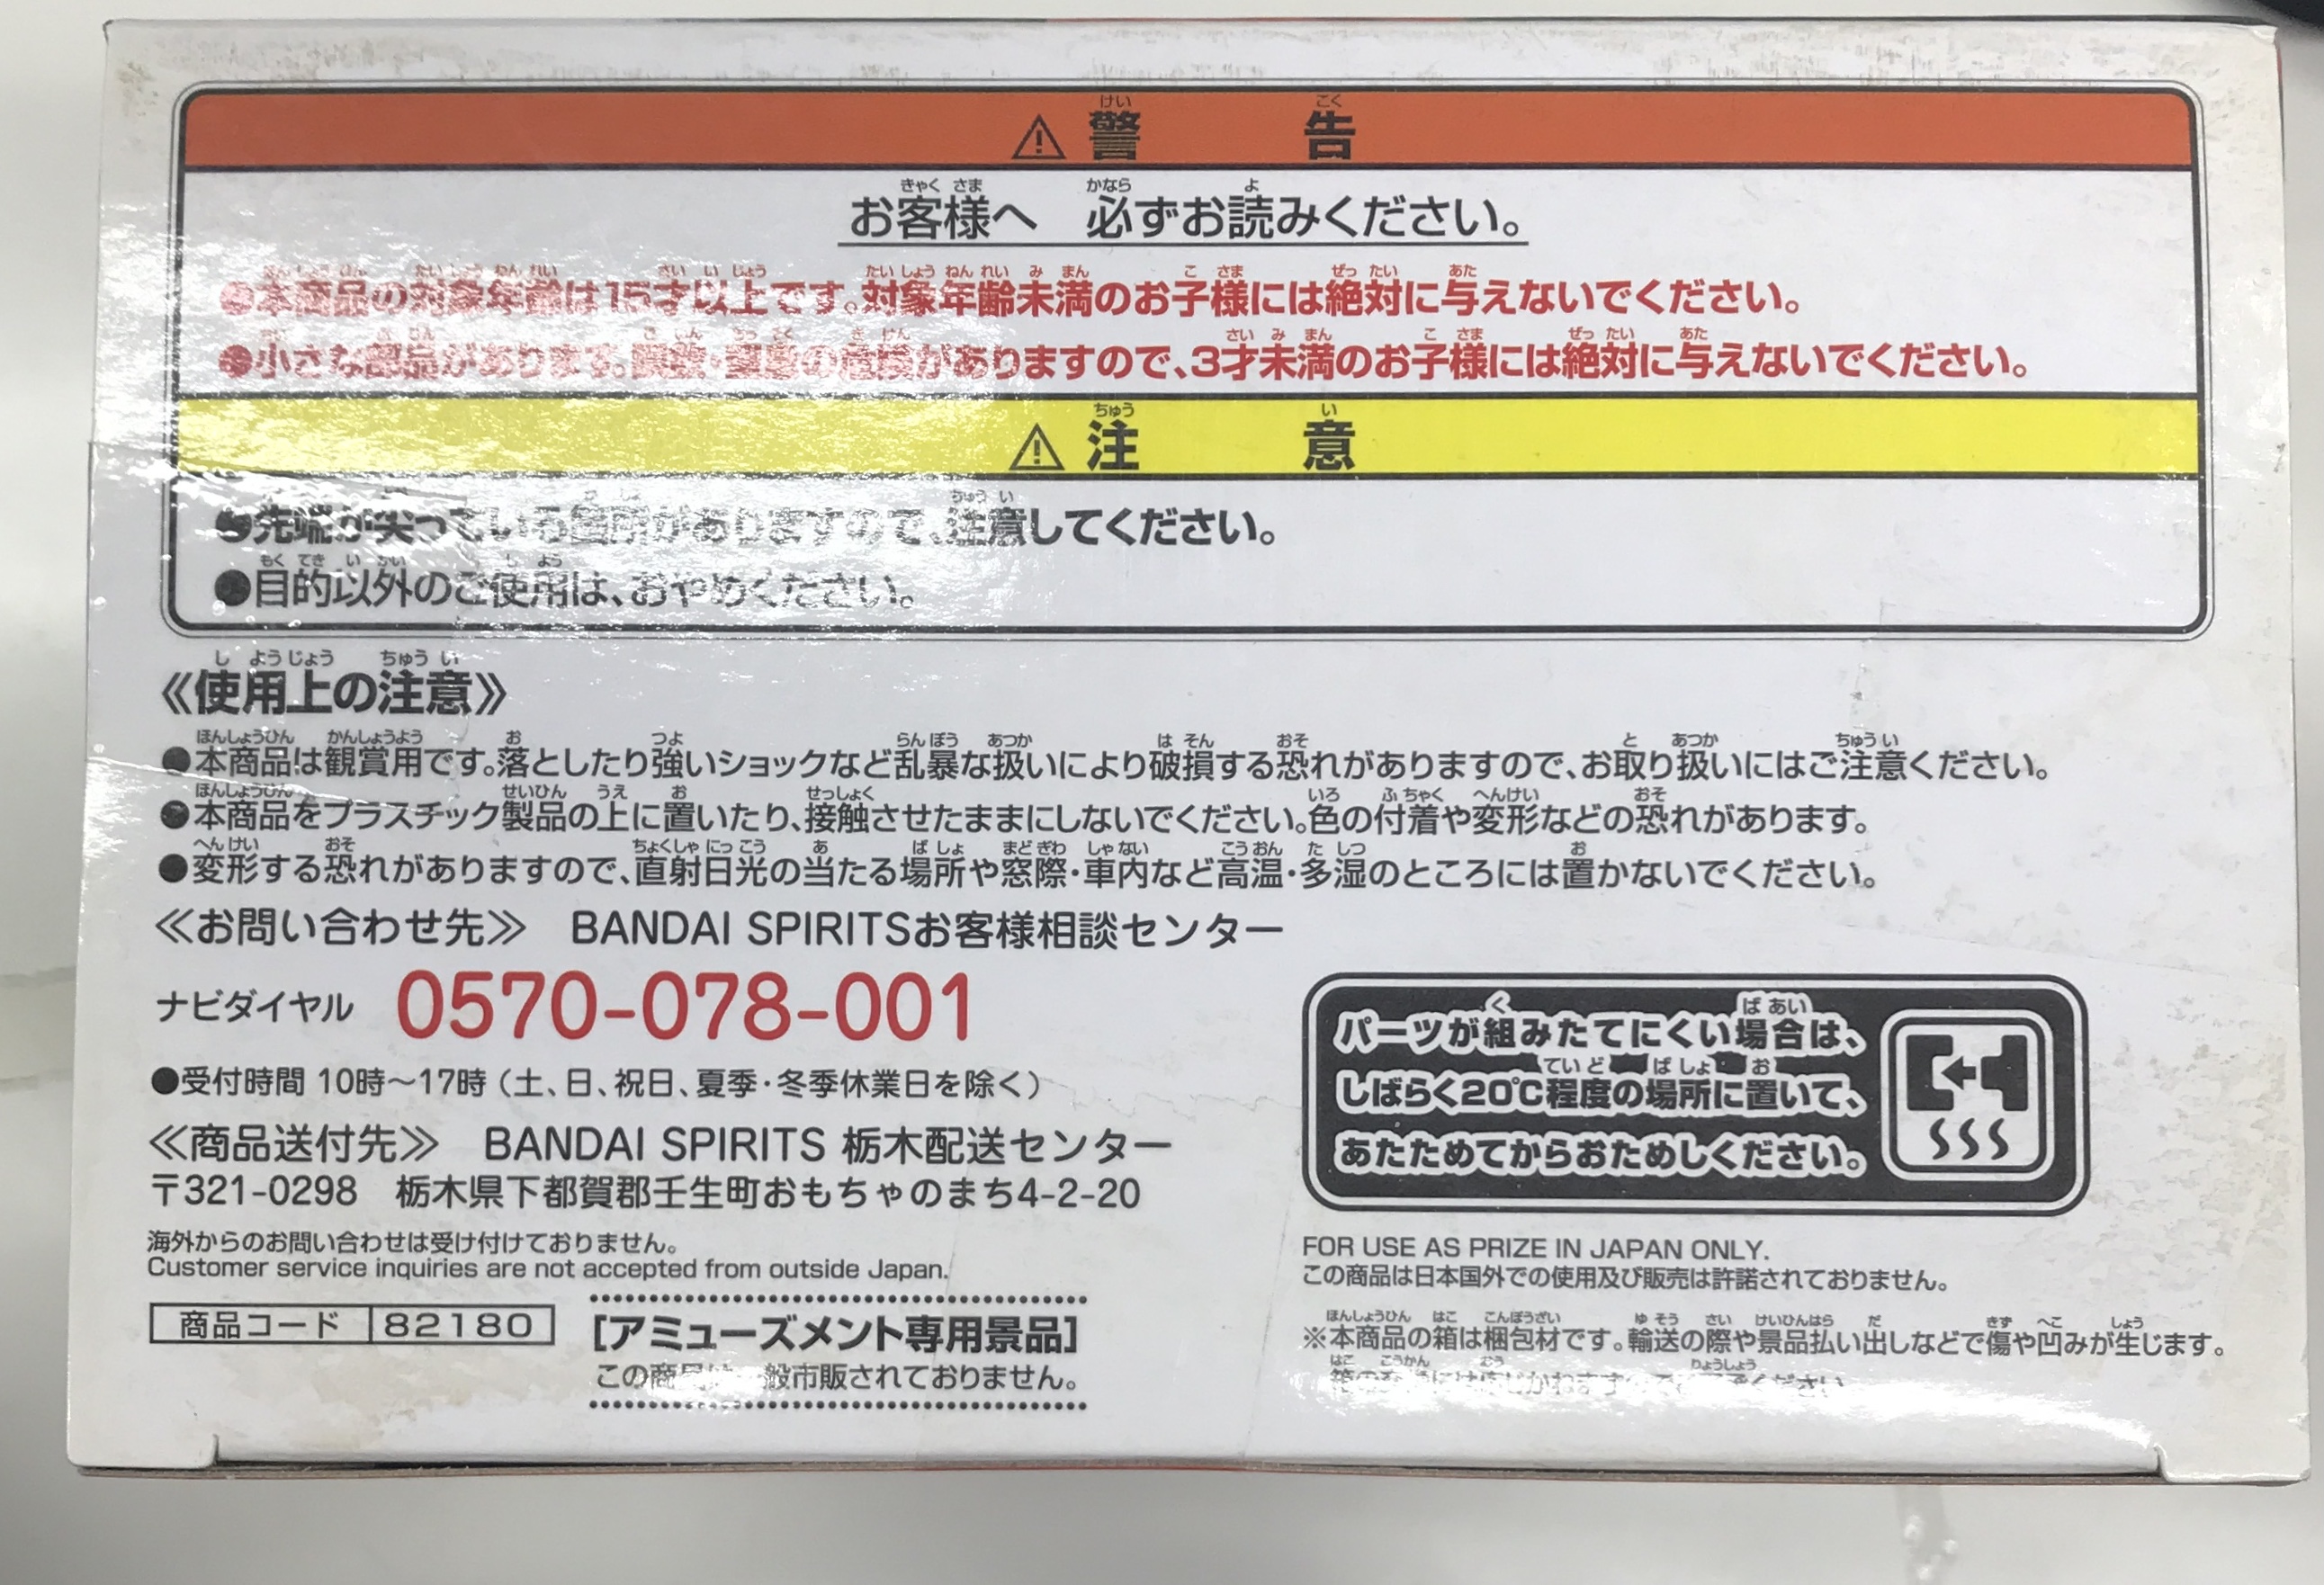 警告
お客様へ 必ずお読みください。
●本商品の対象年齢は15才以上です。対象年齢未満のお子様には絶対に与えないでください。
●小さな部品があります。誤飲・窒息の危険がありますので、3才未満のお子様には絶対に与えないでください。
注意
●先端が尖っている箇所がありますので、注意してください。
●目的以外のご使用は、おやめください。
《使用上の注意》
●本商品は観賞用です。落としたり強いショックなど乱暴な扱いにより破損する恐れがありますので、お取り扱いにはご注意ください。
●本商品をプラスチック製品の上に置いたり、接触させたままにしないでください。色の付着や変形などの恐れがあります。
●変形する恐れがありますので、直射日光の当たる場所や窓際・車内など高温・多湿のところには置かないでください。
≪お問い合わせ先≫ BANDAI SPIRITSお客様相談センター
ナビダイヤル 0570-078-001
●受付時間 10時～17時（土、日、祝日、夏季・冬季休業日を除く）
≪商品送付先≫ BANDAI SPIRITS 栃木配送センター
〒321-0298 栃木県下都賀郡壬生町おもちゃのまち4-2-20
海外からのお問い合わせは受け付けておりません。
Customer service inquiries are not accepted from outside Japan.
商品コード 82180
[アミューズメント専用景品]
この商品は一般市販されておりません。
パーツが組みたてにくい場合は、
しばらく20℃程度の場所に置いて、
あたためてからおためしください。
FOR USE AS PRIZE IN JAPAN ONLY.
この商品は日本国外での使用及び販売は許諾されておりません。
※本商品の箱は梱包材です。輸送の際や景品払い出しなどで傷や凹みが生じます。
箱の交換には応じかねますのでご了承ください